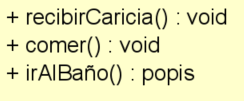 + recibirCaricia() : void
+ comer() : void
+ irAlBaño() : popis